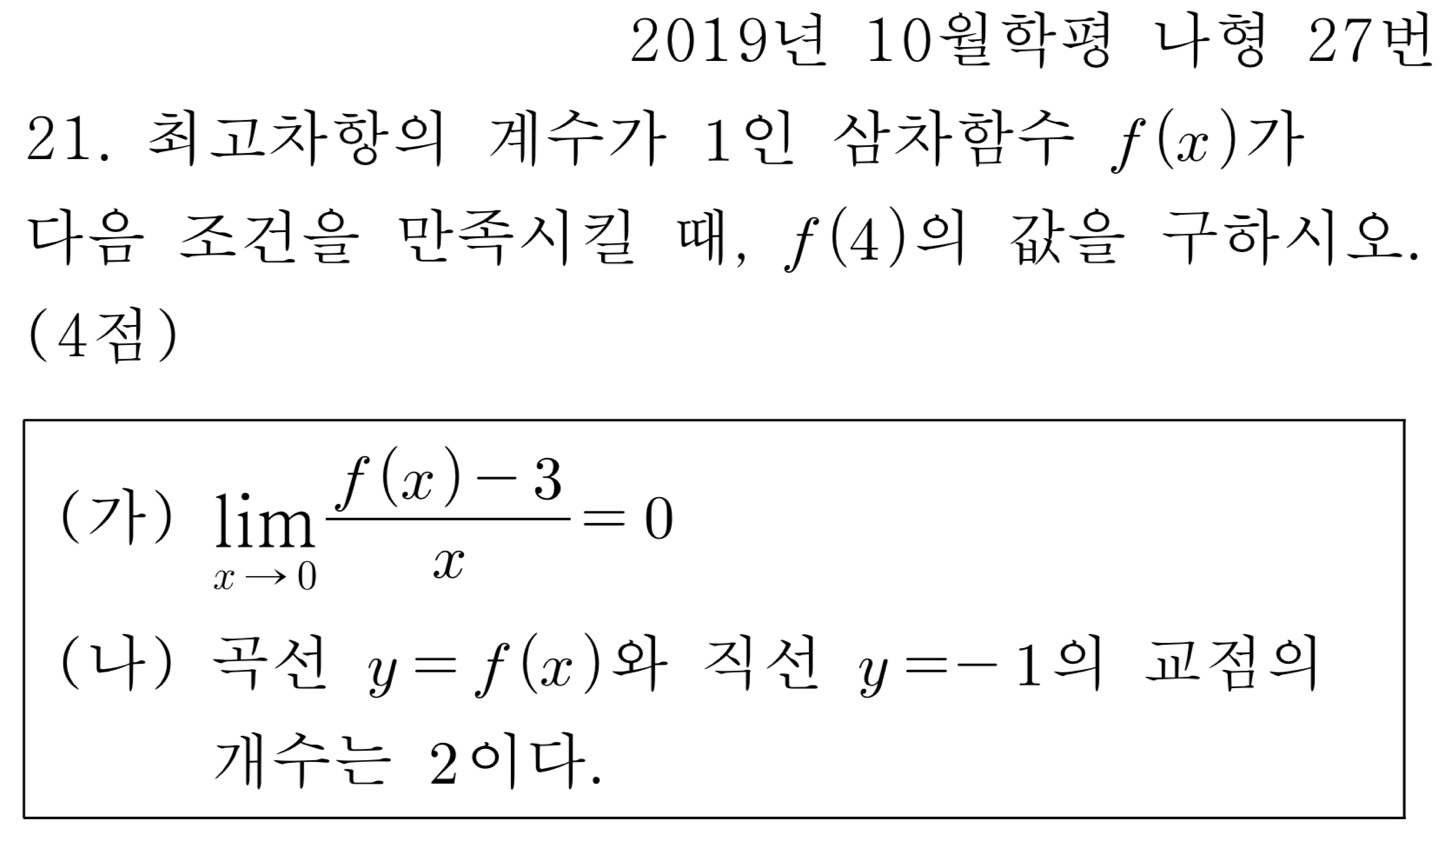 2019년 10월학평 나형 27번
21. 최고차항의 계수가 1인 삼차함수 f(x)가
다음 조건을 만족시킬 때, f(4)의 값을 구하시오.
(4점)
(가) lim_{x→0} (f(x)-3)/x = 0
(나) 곡선 y=f(x)와 직선 y=-1의 교점의
개수는 2이다.